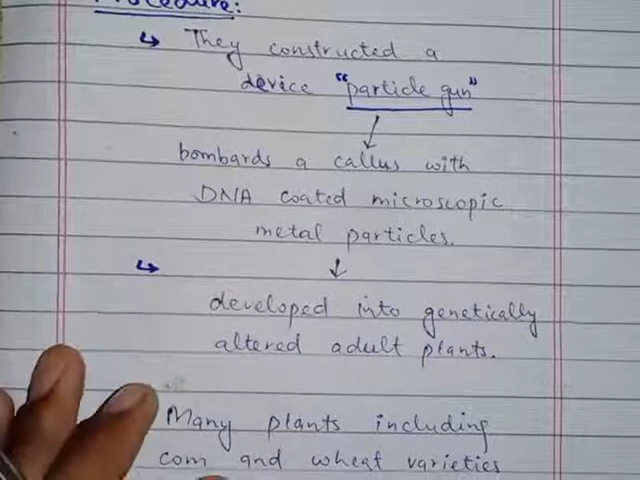 Procedure:
↳ They constructed a
device "particle gun"
↓
bombards a callus with
DNA coated microscopic
metal particles.
↳ ↓
developed into genetically
altered adult plants.
Many plants including
corn and wheat varieties